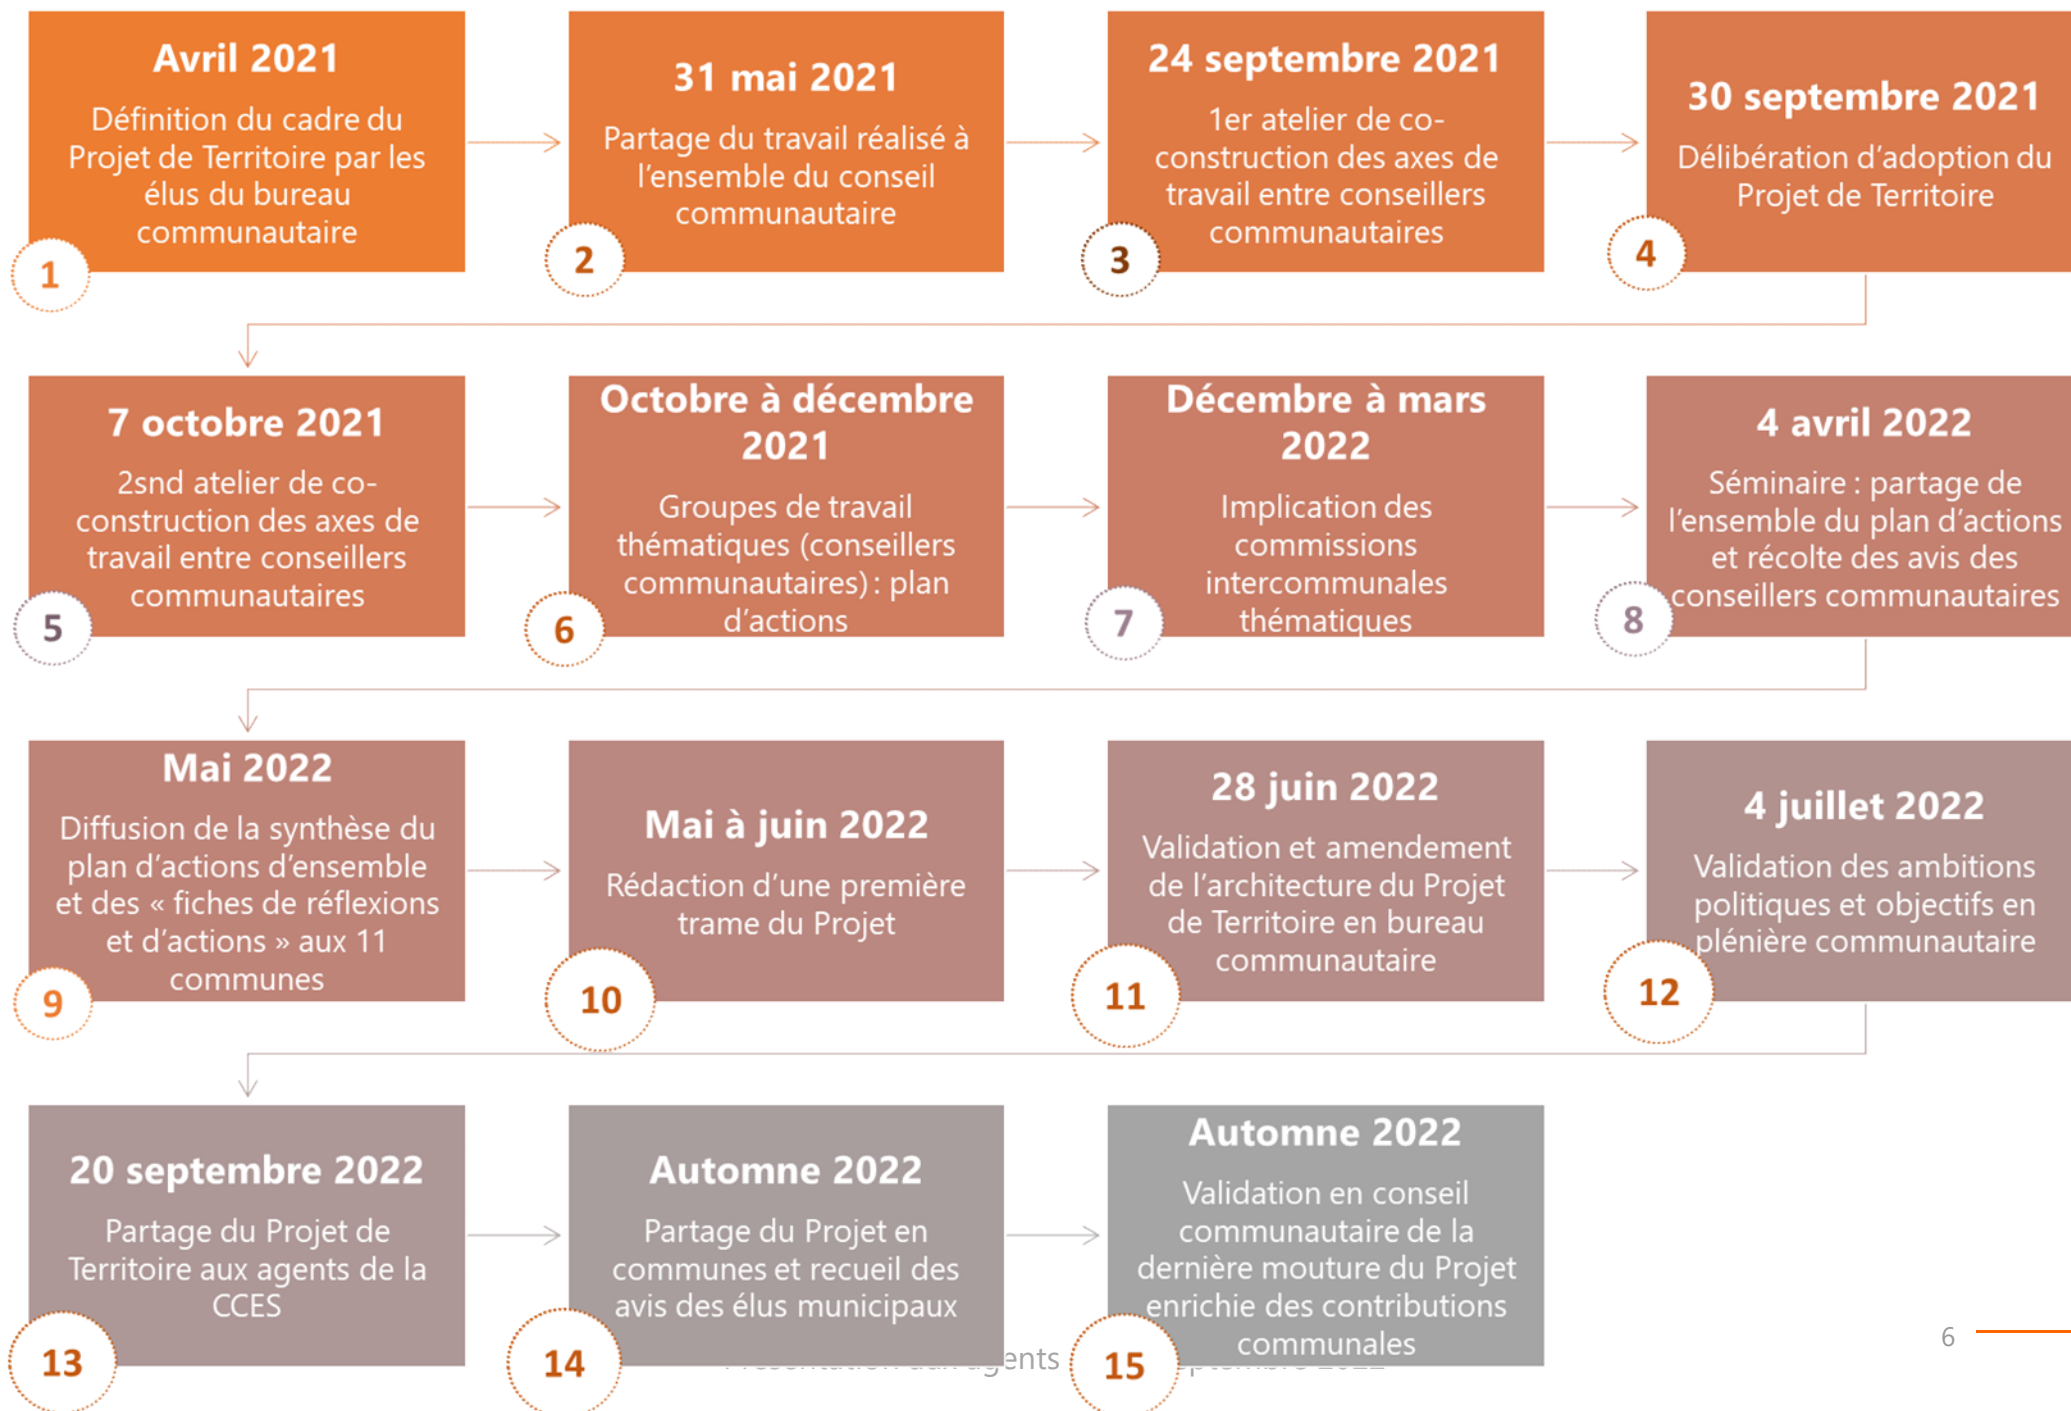 Avril 2021
Définition du cadre du
Projet de Territoire par les
élus du bureau
communautaire
1
31 mai 2021
Partage du travail réalisé à
l'ensemble du conseil
communautaire
2
24 septembre 2021
1er atelier de co-
construction des axes de
travail entre conseillers
communautaires
3
30 septembre 2021
Délibération d'adoption du
Projet de Territoire
4
7 octobre 2021
2snd atelier de co-
construction des axes de
travail entre conseillers
communautaires
5
Octobre à décembre
2021
Groupes de travail
thématiques (conseillers
communautaires) : plan
d'actions
6
Décembre à mars
2022
Implication des
commissions
intercommunales
thématiques
7
4 avril 2022
Séminaire : partage de
l'ensemble du plan d'actions
et récolte des avis des
conseillers communautaires
8
Mai 2022
Diffusion de la synthèse du
plan d'actions d'ensemble
et des « fiches de réflexions
et d'actions » aux 11
communes
9
Mai à juin 2022
Rédaction d'une première
trame du Projet
10
28 juin 2022
Validation et amendement
de l'architecture du Projet
de Territoire en bureau
communautaire
11
4 juillet 2022
Validation des ambitions
politiques et objectifs en
plénière communautaire
12
20 septembre 2022
Partage du Projet de
Territoire aux agents de la
CCES
13
Automne 2022
Partage du Projet en
communes et recueil des
avis des élus municipaux
14
Automne 2022
Validation en conseil
communautaire de la
dernière mouture du Projet
enrichie des contributions
communales
15
6